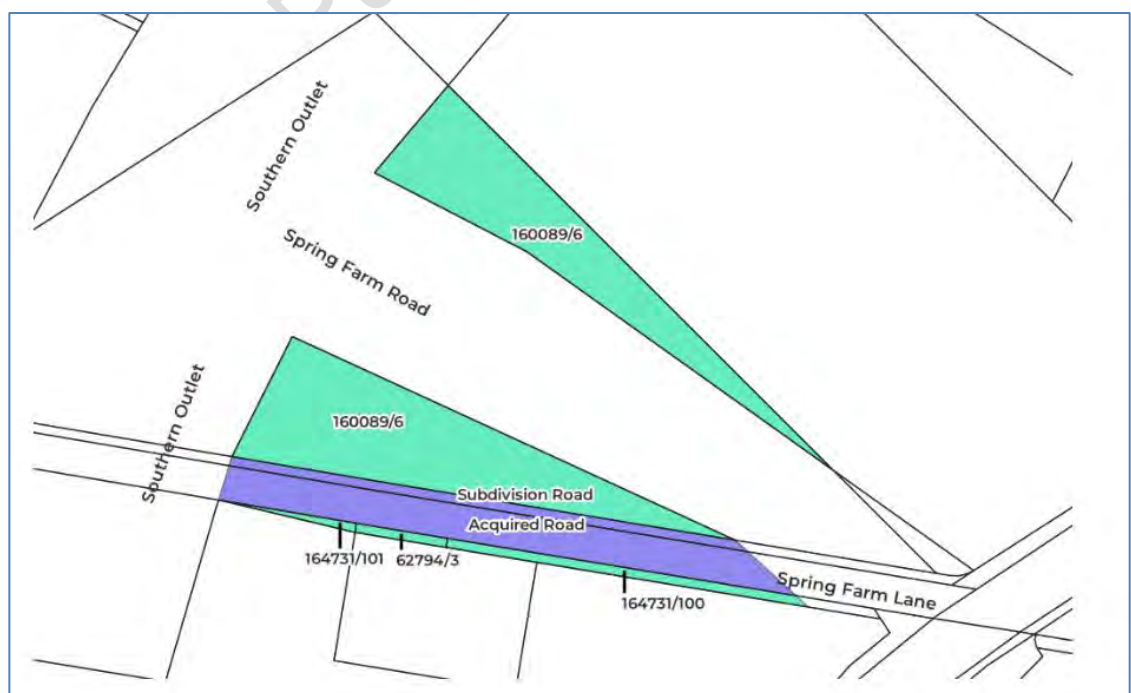 Southern Outlet
160089/6
Spring Farm Road
Southern Outlet
160089/6
Subdivision Road
Acquired Road
164731/101
62794/3
Spring Farm Lane
164731/100